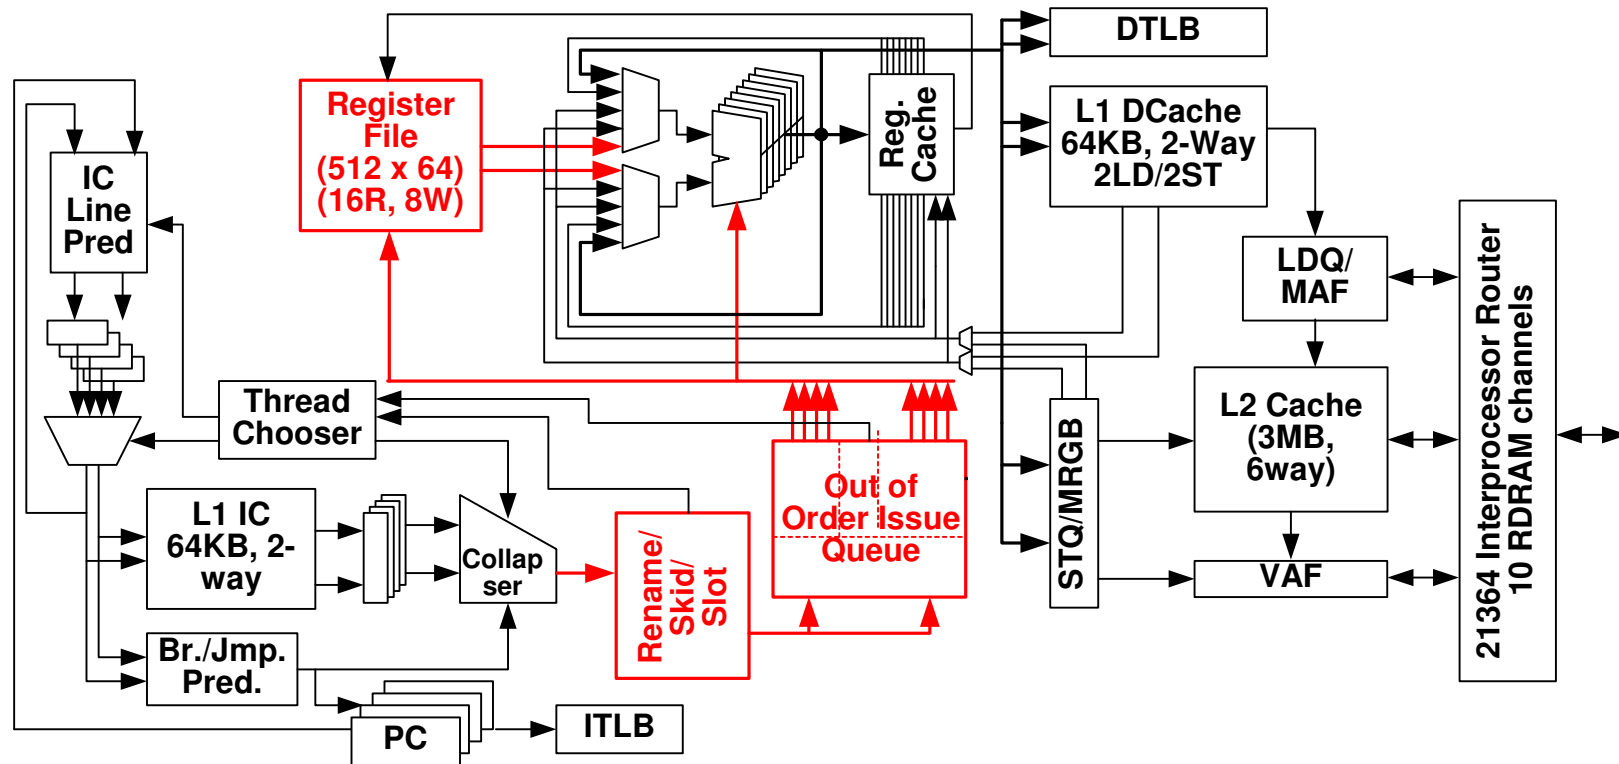 DTLB
Register
File
(512 x 64)
(16R, 8W)
Reg.
Cache
L1 DCache
64KB, 2-Way
2LD/2ST
IC
Line
Pred
LDQ/
MAF
21364 Interprocessor Router
10 RDRAM channels
Thread
Chooser
L2 Cache
(3MB,
6way)
STQ/MRGB
Out of
Order Issue
Queue
L1 IC
64KB, 2-
way
Collap
ser
Rename/
Skid/
Slot
VAF
Br./Jmp.
Pred.
PC
ITLB